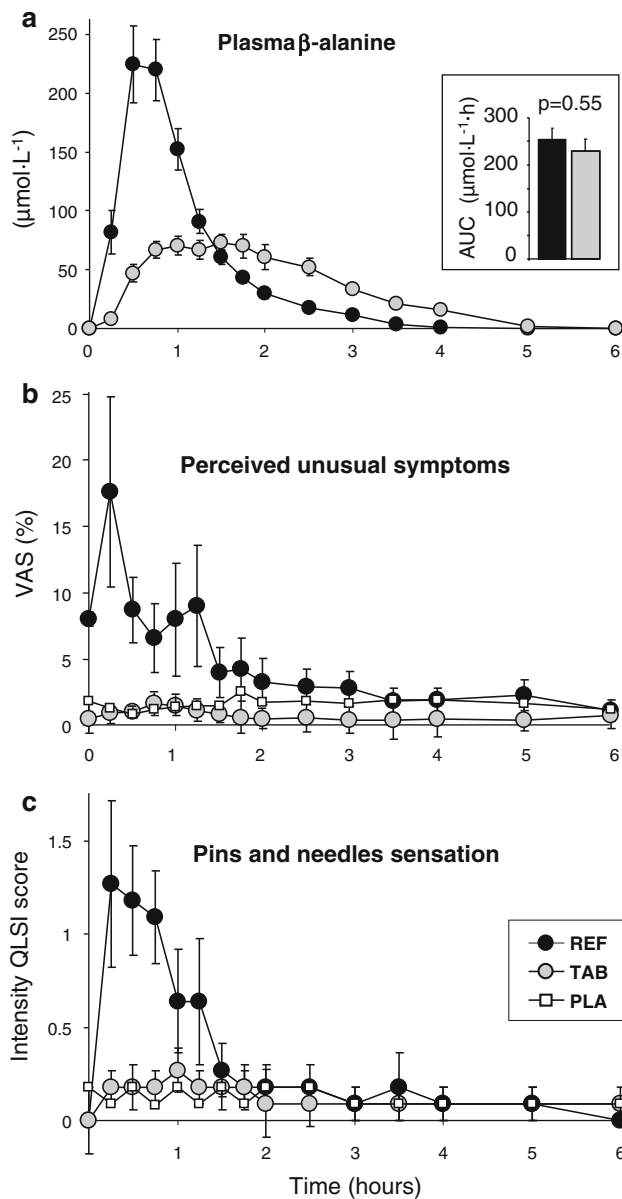 a
Plasma β-alanine
(µmol·L⁻¹)
250
200
150
100
50
0
0 1 2 3 4 5 6
p=0.55
AUC (µmol·L⁻¹·h)
300
200
300
0
b
Perceived unusual symptoms
VAS (%)
25
20
15
10
5
0
0 1 2 3 4 5 6
c
Pins and needles sensation
Intensity QLSI score
1.5
1
0.5
0
REF
TAB
PLA
1 2 3 4 5 6
Time (hours)